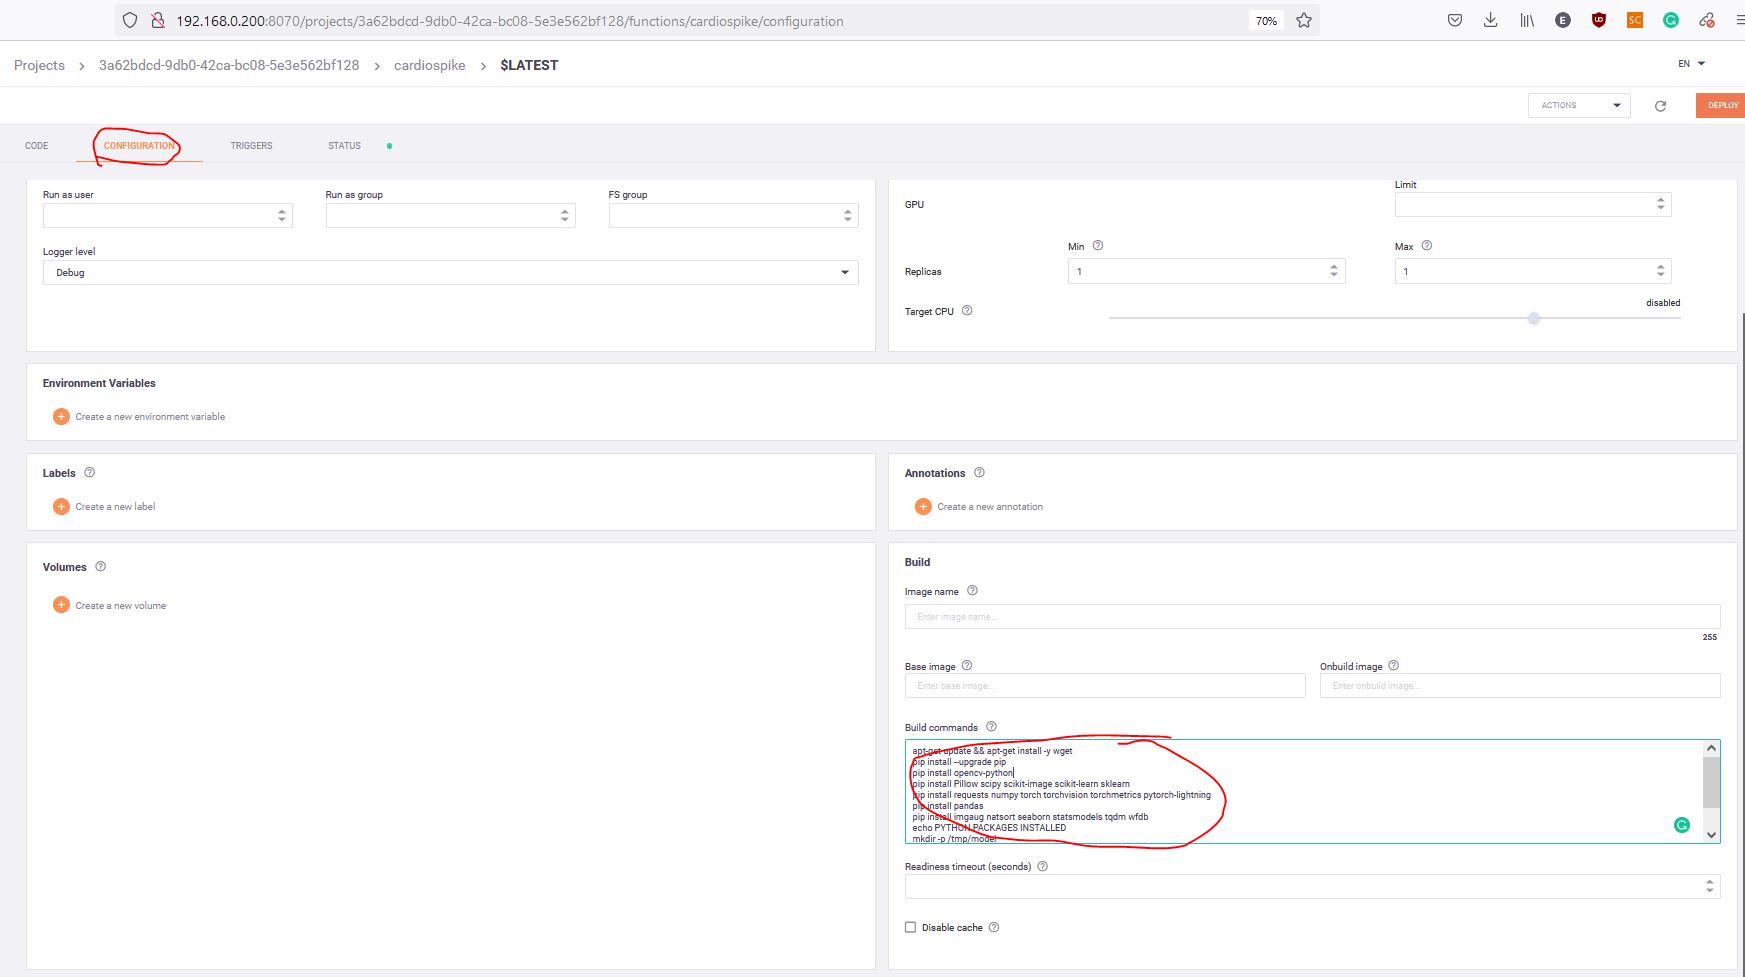 192.168.0.200:8070/projects/3a62bdcd-9db0-42ca-bc08-5e3e562bf128/functions/cardiospike/configuration
70%
E
UD
SC
G
Projects > 3a62bdcd-9db0-42ca-bc08-5e3e562bf128 > cardiospike > $LATEST
EN
ACTIONS
DEPLOY
CODE
CONFIGURATION
TRIGGERS
STATUS
Run as user
Run as group
FS group
Logger level
Debug
Limit
GPU
Min ?
Max ?
Replicas
1
1
disabled
Target CPU ?
Environment Variables
+ Create a new environment variable
Labels ?
+ Create a new label
Annotations ?
+ Create a new annotation
Volumes ?
+ Create a new volume
Build
Image name ?
Enter image name...
255
Base image ?
Onbuild image ?
Enter base image...
Enter onbuild image...
Build commands ?
apt-get update && apt-get install -y wget
pip install --upgrade pip
pip install opencv-python
pip install Pillow scipy scikit-image scikit-learn sklearn
pip install requests numpy torch torchvision torchmetrics pytorch-lightning
pip install pandas
pip install imgaug natsort seaborn statsmodels tqdm wfdb
echo PYTHON PACKAGES INSTALLED
mkdir -p /tmp/model
G
Readiness timeout (seconds) ?
Disable cache ?